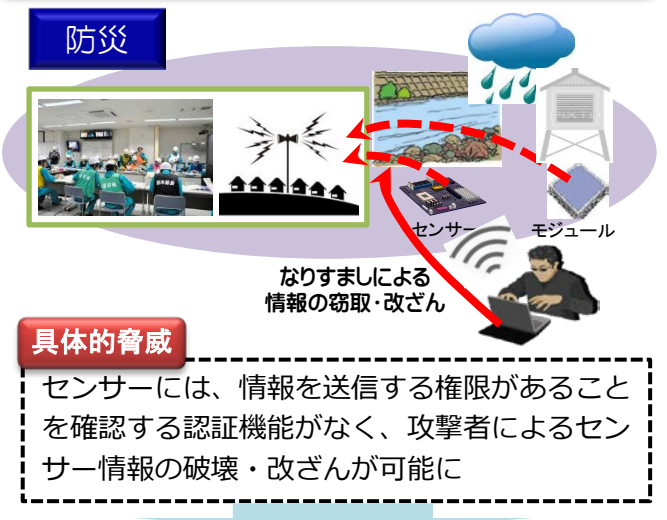 防災
センサー
モジュール
なりすましによる
情報の窃取・改ざん
具体的脅威
センサーには、情報を送信する権限があること
を確認する認証機能がなく、攻撃者によるセン
サー情報の破壊・改ざんが可能に